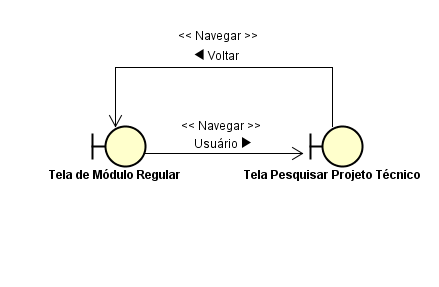 << Navegar >>
◀ Voltar
<< Navegar >>
Usuário ▶
Tela de Módulo Regular
Tela Pesquisar Projeto Técnico